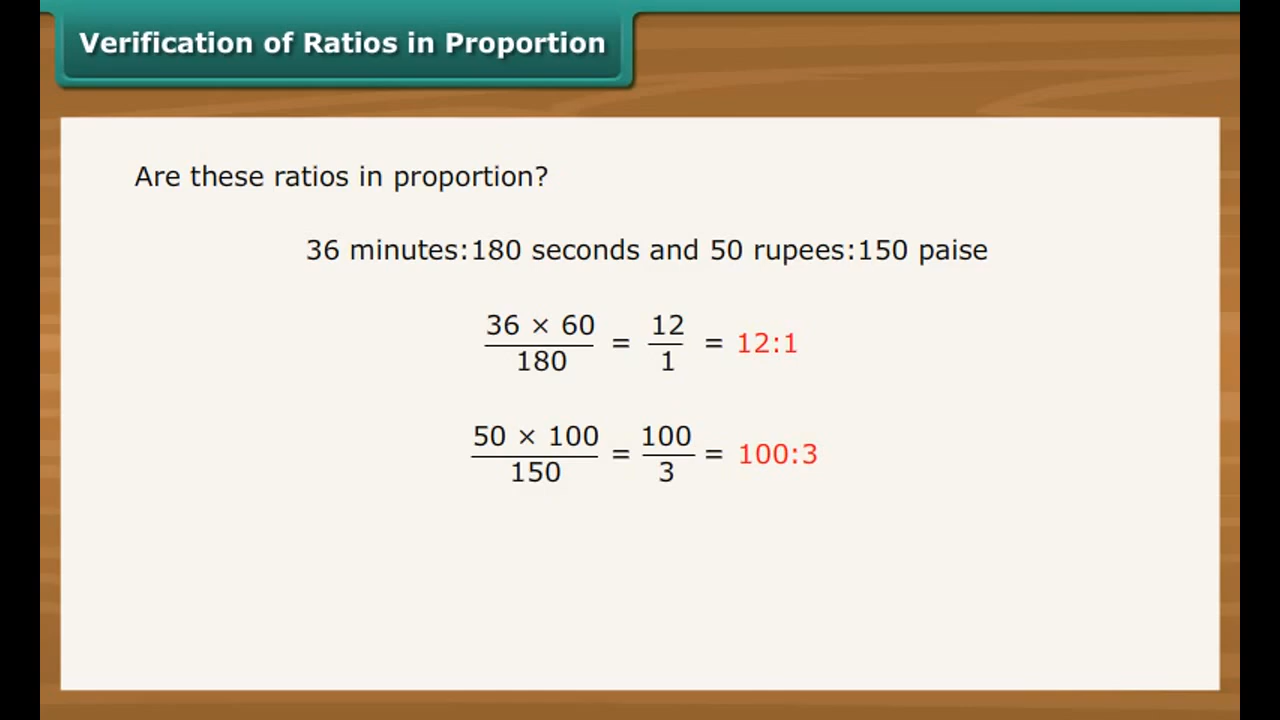 Verification of Ratios in Proportion
Are these ratios in proportion?
36 minutes:180 seconds and 50 rupees:150 paise
36 × 60 / 180 = 12 / 1 = 12:1
50 × 100 / 150 = 100 / 3 = 100:3